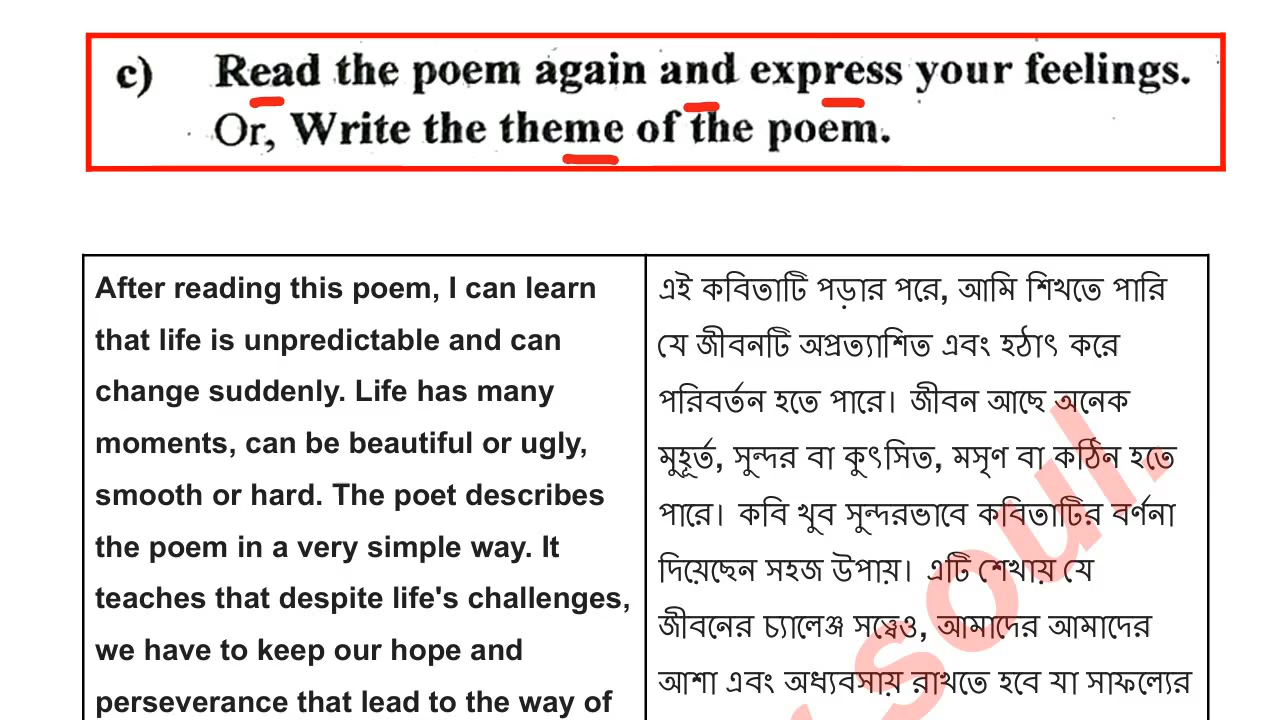 c) Read the poem again and express your feelings.
Or, Write the theme of the poem.
After reading this poem, I can learn
that life is unpredictable and can
change suddenly. Life has many
moments, can be beautiful or ugly,
smooth or hard. The poet describes
the poem in a very simple way. It
teaches that despite life's challenges,
we have to keep our hope and
perseverance that lead to the way of
এই কবিতাটি পড়ার পরে, আমি শিখতে পারি
যে জীবনটি অপ্রত্যাশিত এবং হঠাৎ করে
পরিবর্তন হতে পারে। জীবন আছে অনেক
মুহূর্ত, সুন্দর বা কুৎসিত, মসৃণ বা কঠিন হতে
পারে। কবি খুব সুন্দরভাবে কবিতাটির বর্ণনা
দিয়েছেন সহজ উপায়। এটি শেখায় যে
জীবনের চ্যালেঞ্জ সত্ত্বেও, আমাদের আমাদের
আশা এবং অধ্যবসায় রাখতে হবে যা সাফল্যের
soul.